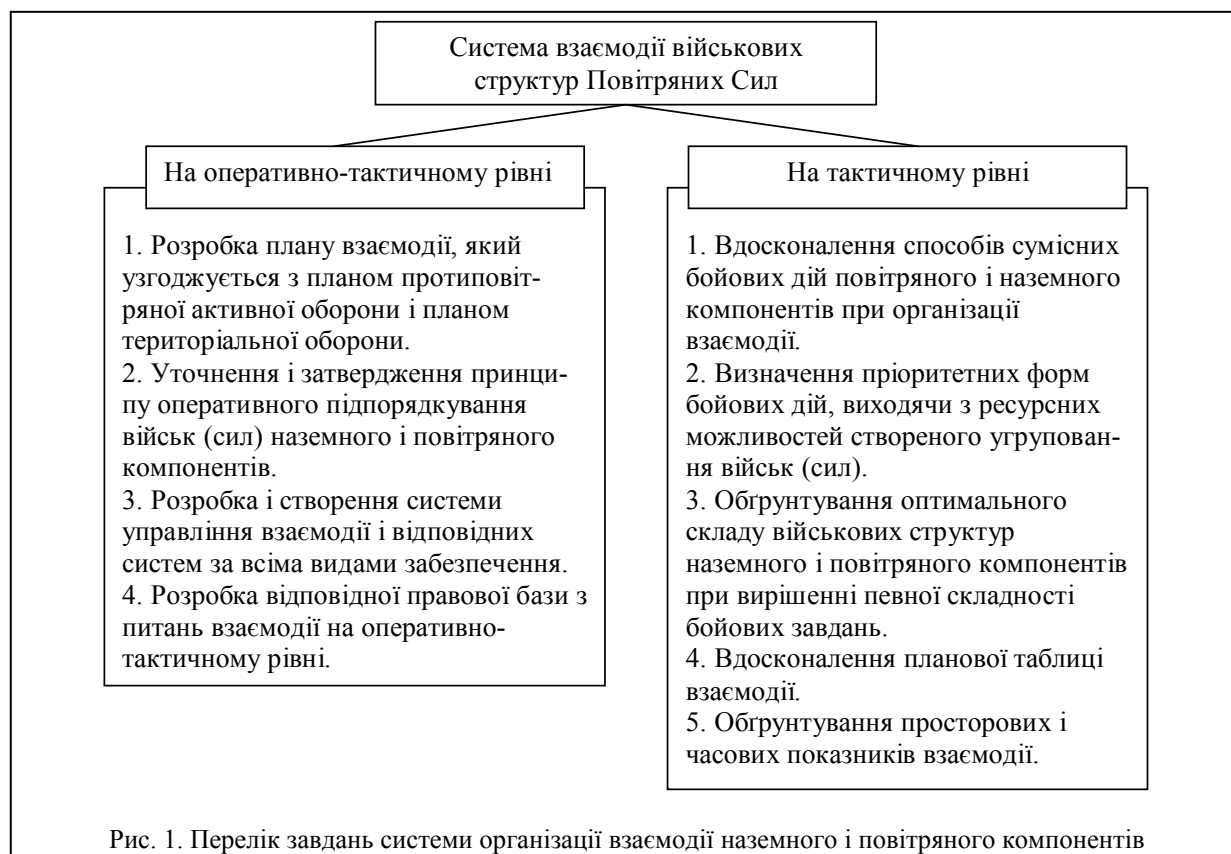 Система взаємодії військових
структур Повітряних Сил
На оперативно-тактичному рівні
1. Розробка плану взаємодії, який
узгоджується з планом протиповіт-
ряної активної оборони і планом
територіальної оборони.
2. Уточнення і затвердження принци-
пу оперативного підпорядкування
військ (сил) наземного і повітряного
компонентів.
3. Розробка і створення системи
управління взаємодії і відповідних
систем за всіма видами забезпечення.
4. Розробка відповідної правової бази з
питань взаємодії на оперативно-
тактичному рівні.
На тактичному рівні
1. Вдосконалення способів сумісних
бойових дій повітряного і наземного
компонентів при організації
взаємодії.
2. Визначення пріоритетних форм
бойових дій, виходячи з ресурсних
можливостей створеного угрупован-
ня військ (сил).
3. Обґрунтування оптимального
складу військових структур
наземного і повітряного компонентів
при вирішенні певної складності
бойових завдань.
4. Вдосконалення планової таблиці
взаємодії.
5. Обґрунтування просторових і
часових показників взаємодії.
Рис. 1. Перелік завдань системи організації взаємодії наземного і повітряного компонентів